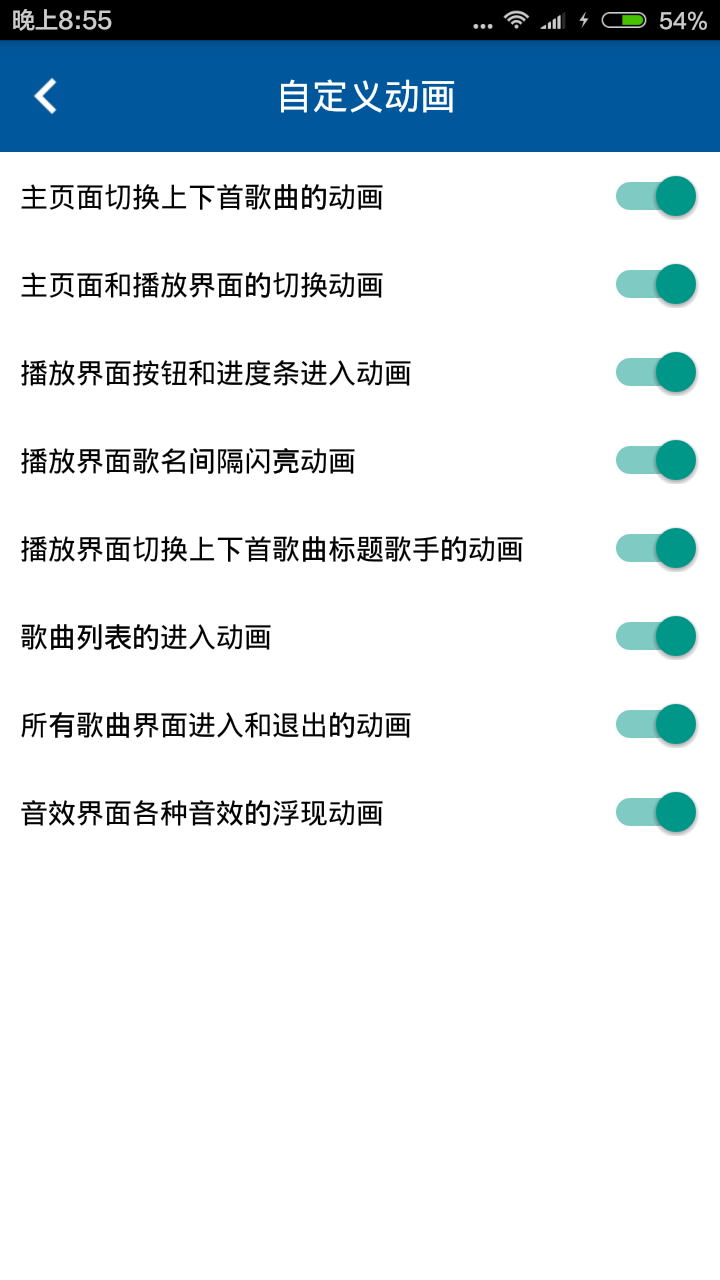 晚上8:55 ... 54%
自定义动画
主页面切换上下首歌曲的动画
主页面和播放界面的切换动画
播放界面按钮和进度条进入动画
播放界面歌名间隔闪亮动画
播放界面切换上下首歌曲标题歌手的动画
歌曲列表的进入动画
所有歌曲界面进入和退出的动画
音效界面各种音效的浮现动画